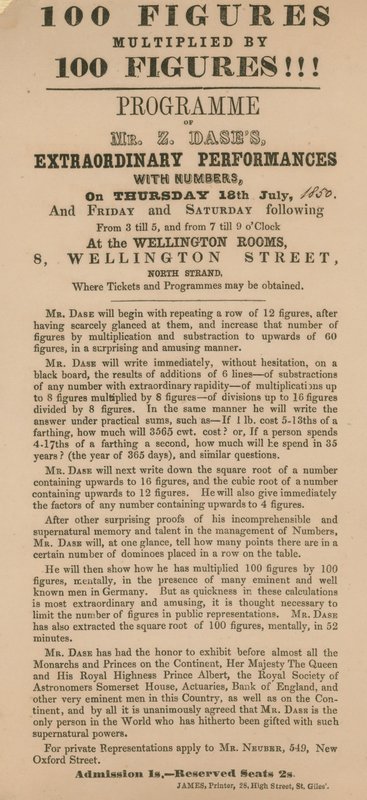 100 FIGURES
MULTIPLIED BY
100 FIGURES!!!
PROGRAMME
OF
Mr. Z. DASE'S,
EXTRAORDINARY PERFORMANCES
WITH NUMBERS,
On THURSDAY 18th July, 1850.
And FRIDAY and SATURDAY following
From 3 till 5, and from 7 till 9 o'Clock
At the WELLINGTON ROOMS,
8, WELLINGTON STREET,
NORTH STRAND,
Where Tickets and Programmes may be obtained.
MR. DASE will begin with repeating a row of 12 figures, after
having scarcely glanced at them, and increase that number of
figures by multiplication and substraction to upwards of 60
figures, in a surprising and amusing manner.
MR. DASE will write immediately, without hesitation, on a
black board, the results of additions of 6 lines—of substractions
of any number with extraordinary rapidity—of multiplications up
to 8 figures multiplied by 8 figures—of divisions up to 16 figures
divided by 8 figures. In the same manner he will write the
answer under practical sums, such as—If 1 lb. cost 5-13ths of a
farthing, how much will 3565 cwt. cost? or, If a person spends
4-17ths of a farthing a second, how much will he spend in 35
years? (the year of 365 days), and similar questions.
MR. DASE will next write down the square root of a number
containing upwards to 16 figures, and the cubic root of a number
containing upwards to 12 figures. He will also give immediately
the factors of any number containing upwards to 4 figures.
After other surprising proofs of his incomprehensible and
supernatural memory and talent in the management of Numbers,
MR. DASE will, at one glance, tell how many points there are in a
certain number of dominoes placed in a row on the table.
He will then show how he has multiplied 100 figures by 100
figures, mentally, in the presence of many eminent and well
known men in Germany. But as quickness in these calculations
is most extraordinary and amusing, it is thought necessary to
limit the number of figures in public representations. MR. DASE
has also extracted the square root of 100 figures, mentally, in 52
minutes.
MR. DASE has had the honor to exhibit before almost all the
Monarchs and Princes on the Continent, Her Majesty The Queen
and His Royal Highness Prince Albert, the Royal Society of
Astronomers Somerset House, Actuaries, Bank of England, and
other very eminent men in this Country, as well as on the Con-
tinent, and by all it is unanimously agreed that MR. DASE is the
only person in the World who has hitherto been gifted with such
supernatural powers.
For private Representations apply to MR. NEUBER, 549, New
Oxford Street.
Admission 1s,—Reserved Seats 2s.
JAMES, Printer, 28, High Street, St. Giles'.